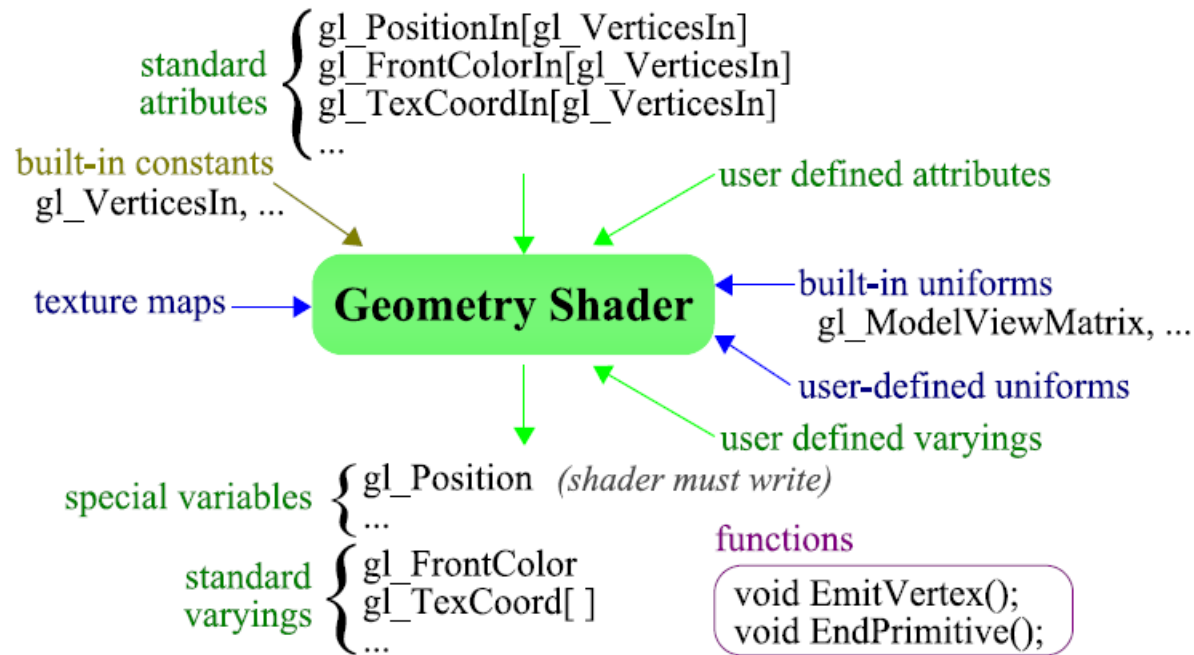 gl_PositionIn[gl_VerticesIn]
gl_FrontColorIn[gl_VerticesIn]
gl_TexCoordIn[gl_VerticesIn]
...
standard
atributes
built-in constants
gl_VerticesIn, ...
user defined attributes
texture maps
Geometry Shader
built-in uniforms
gl_ModelViewMatrix, ...
user-defined uniforms
user defined varyings
special variables
gl_Position (shader must write)
...
standard
varyings
gl_FrontColor
gl_TexCoord[ ]
...
functions
void EmitVertex();
void EndPrimitive();